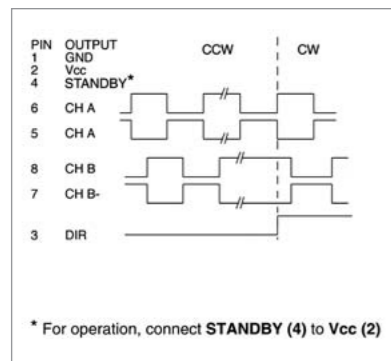 PIN OUTPUT CCW CW
1 GND
2 Vcc
4 STANDBY*
6 CH A
5 CH A
8 CH B
7 CH B-
3 DIR
* For operation, connect STANDBY (4) to Vcc (2)